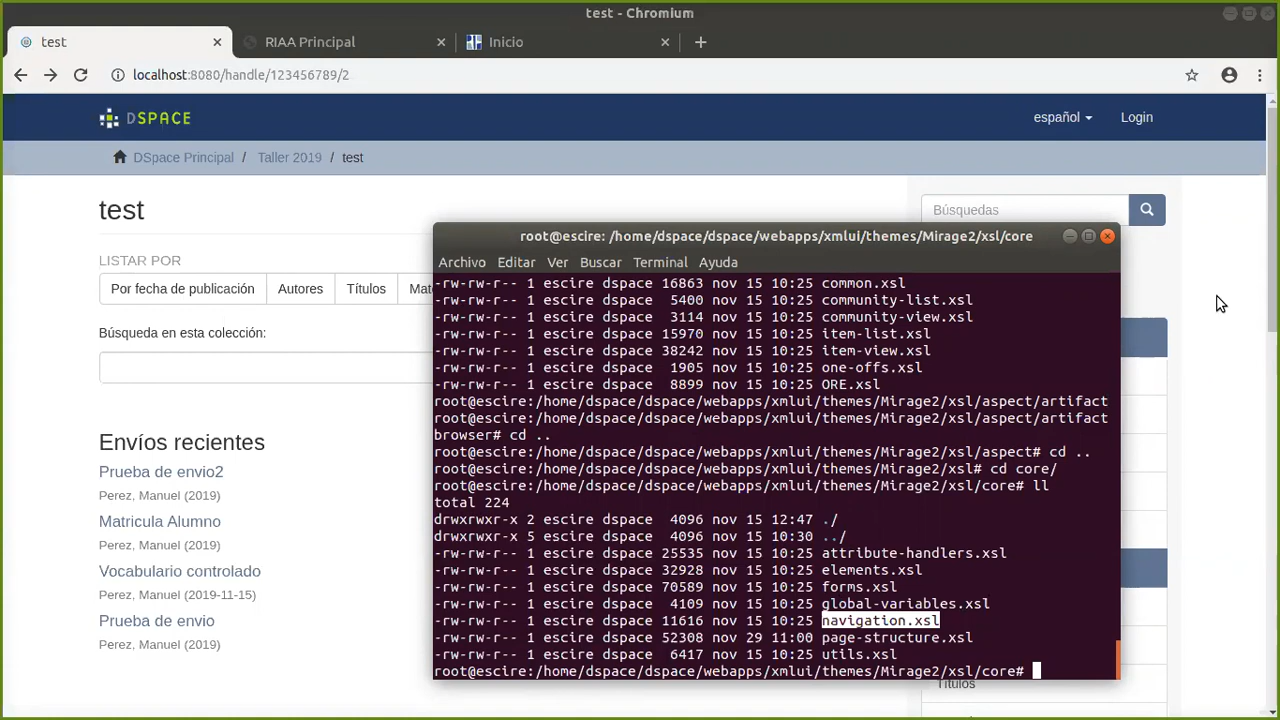 test - Chromium
test
RIAA Principal
Inicio
localhost:8080/handle/123456789/2
DSPACE
español
Login
DSpace Principal / Taller 2019 / test
test
Búsquedas
LISTAR POR
Por fecha de publicación
Autores
Títulos
Búsqueda en esta colección:
Envíos recientes
Prueba de envio2
Perez, Manuel (2019)
Matricula Alumno
Perez, Manuel (2019)
Vocabulario controlado
Perez, Manuel (2019-11-15)
Prueba de envio
Perez, Manuel (2019)
root@escire: /home/dspace/dspace/webapps/xmlui/themes/Mirage2/xsl/core
Archivo Editar Ver Buscar Terminal Ayuda
-rw-rw-r-- 1 escire dspace 16863 nov 15 10:25 common.xsl
-rw-rw-r-- 1 escire dspace 5400 nov 15 10:25 community-list.xsl
-rw-rw-r-- 1 escire dspace 3114 nov 15 10:25 community-view.xsl
-rw-rw-r-- 1 escire dspace 15970 nov 15 10:25 item-list.xsl
-rw-rw-r-- 1 escire dspace 38242 nov 15 10:25 item-view.xsl
-rw-rw-r-- 1 escire dspace 1905 nov 15 10:25 one-offs.xsl
-rw-rw-r-- 1 escire dspace 8899 nov 15 10:25 ORE.xsl
root@escire:/home/dspace/dspace/webapps/xmlui/themes/Mirage2/xsl/aspect/artifact
root@escire:/home/dspace/dspace/webapps/xmlui/themes/Mirage2/xsl/aspect/artifact
browser# cd ..
root@escire:/home/dspace/dspace/webapps/xmlui/themes/Mirage2/xsl/aspect# cd ..
root@escire:/home/dspace/dspace/webapps/xmlui/themes/Mirage2/xsl# cd core/
root@escire:/home/dspace/dspace/webapps/xmlui/themes/Mirage2/xsl/core# ll
total 224
drwxrwxr-x 2 escire dspace 4096 nov 15 12:47 ./
drwxrwxr-x 5 escire dspace 4096 nov 15 10:30 ../
-rw-rw-r-- 1 escire dspace 25535 nov 15 10:25 attribute-handlers.xsl
-rw-rw-r-- 1 escire dspace 32928 nov 15 10:25 elements.xsl
-rw-rw-r-- 1 escire dspace 70589 nov 15 10:25 forms.xsl
-rw-rw-r-- 1 escire dspace 4109 nov 15 10:25 global-variables.xsl
-rw-rw-r-- 1 escire dspace 11616 nov 15 10:25 navigation.xsl
-rw-rw-r-- 1 escire dspace 52308 nov 29 11:00 page-structure.xsl
-rw-rw-r-- 1 escire dspace 6417 nov 15 10:25 utils.xsl
root@escire:/home/dspace/dspace/webapps/xmlui/themes/Mirage2/xsl/core#
Títulos